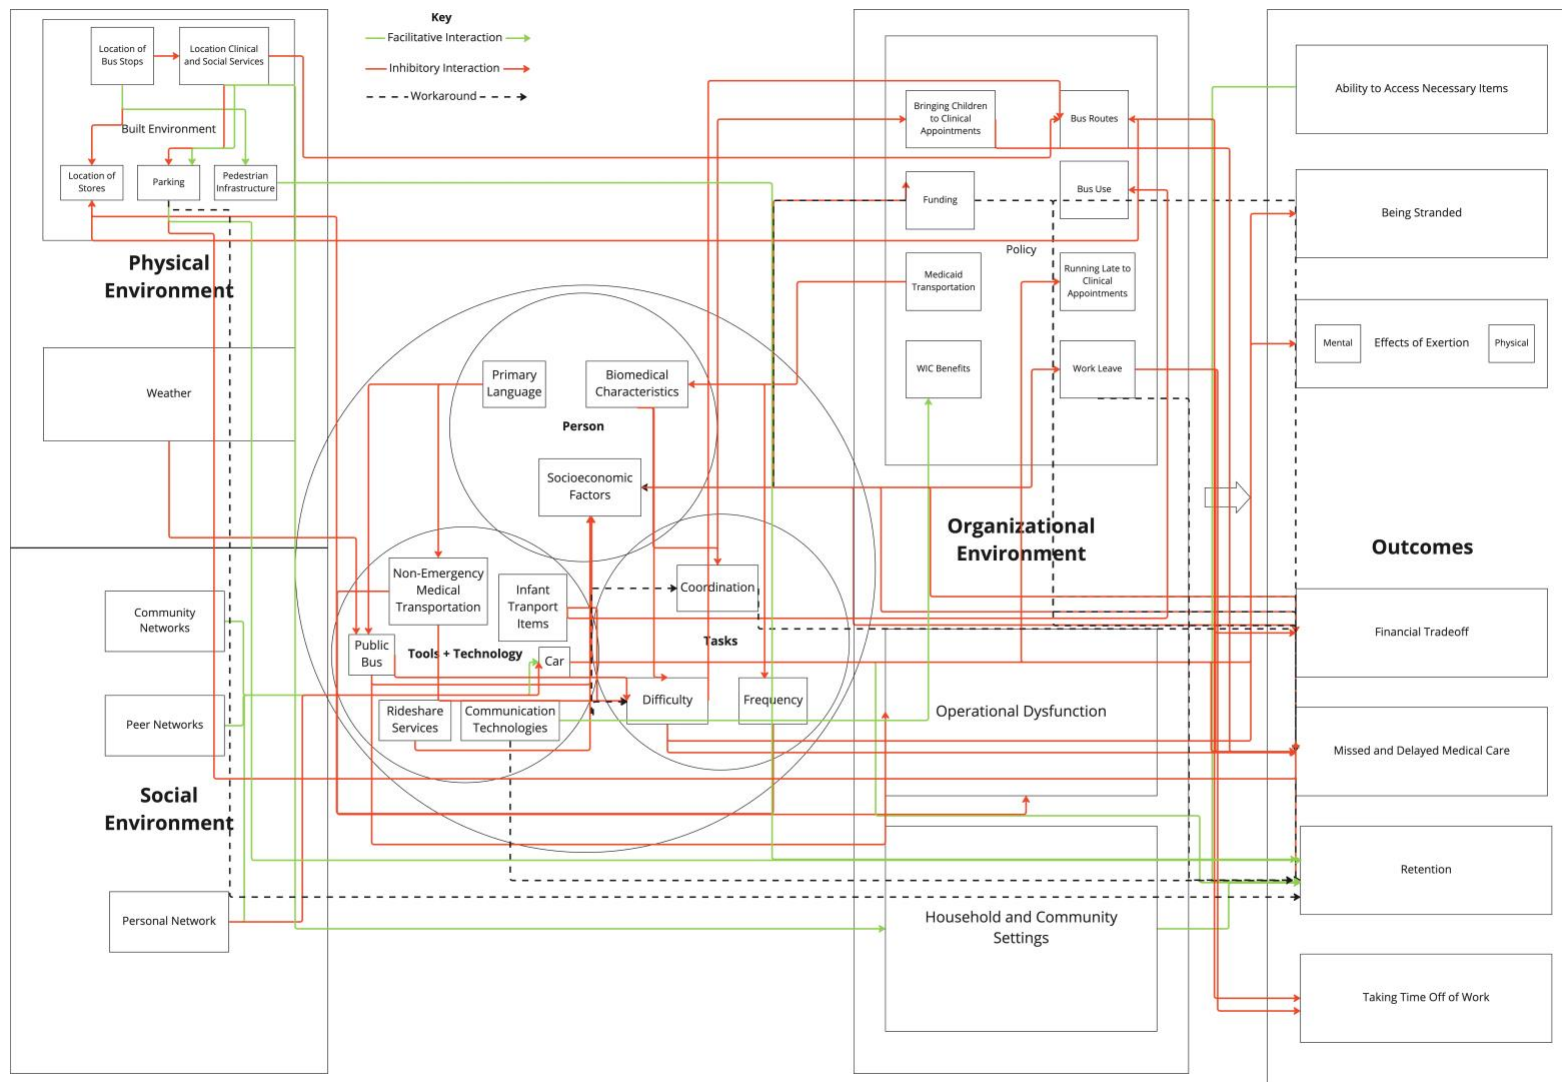 Key
Facilitative Interaction
Inhibitory Interaction
Workaround
Location of
Bus Stops
Location Clinical
and Social Services
Built Environment
Location of
Stores
Parking
Pedestrian
Infrastructure
Physical
Environment
Weather
Community
Networks
Peer Networks
Social
Environment
Personal Network
Primary
Language
Biomedical
Characteristics
Person
Socioeconomic
Factors
Non-Emergency
Medical
Transportation
Infant
Tranport
Items
Public
Bus
Tools + Technology
Car
Rideshare
Services
Communication
Technologies
Coordination
Tasks
Difficulty
Frequency
Bringing Children
to Clinical
Appointments
Bus Routes
Funding
Bus Use
Policy
Medicaid
Transportation
Running Late to
Clinical
Appointments
WIC Benefits
Work Leave
Organizational
Environment
Operational Dysfunction
Household and Community
Settings
Ability to Access Necessary Items
Being Stranded
Mental
Effects of Exertion
Physical
Outcomes
Financial Tradeoff
Missed and Delayed Medical Care
Retention
Taking Time Off of Work